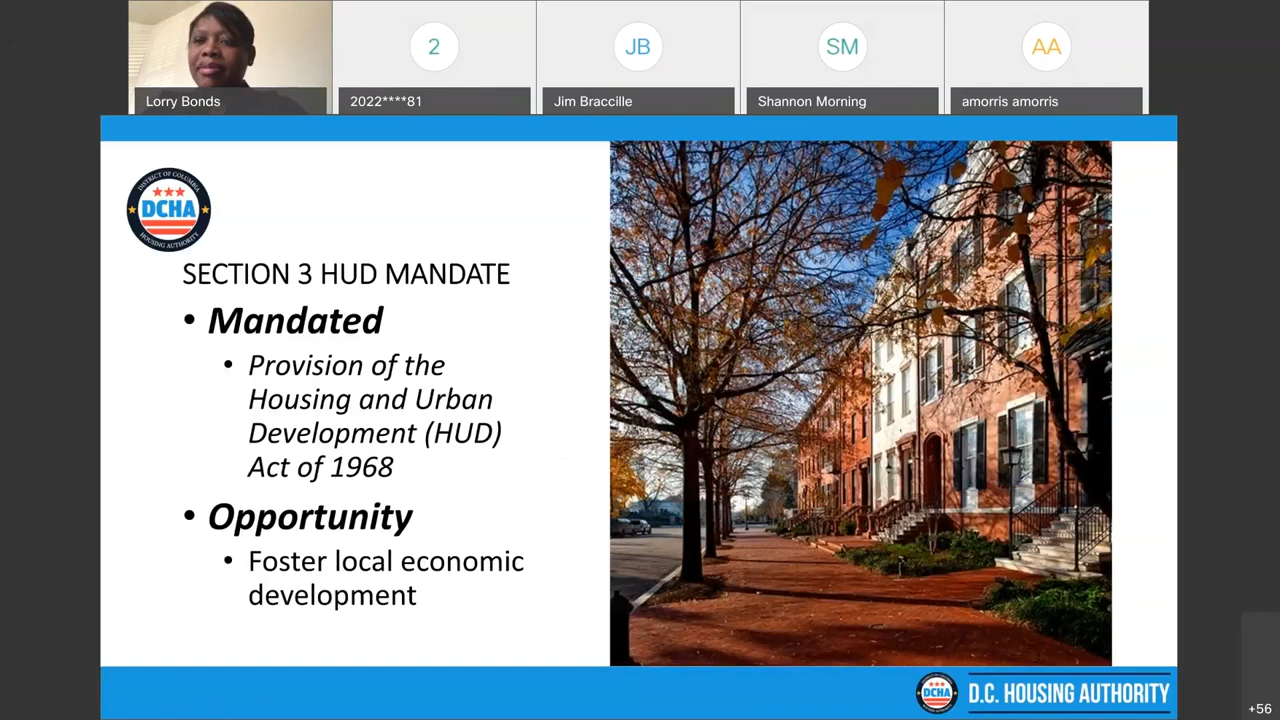 2
JB
SM
AA
Lorry Bonds
2022****81
Jim Braccille
Shannon Morning
amorris amorris
DISTRICT OF COLUMBIA
DCHA
HOUSING AUTHORITY
SECTION 3 HUD MANDATE
• Mandated
• Provision of the
Housing and Urban
Development (HUD)
Act of 1968
• Opportunity
• Foster local economic
development
DCHA
D.C. HOUSING AUTHORITY
+56